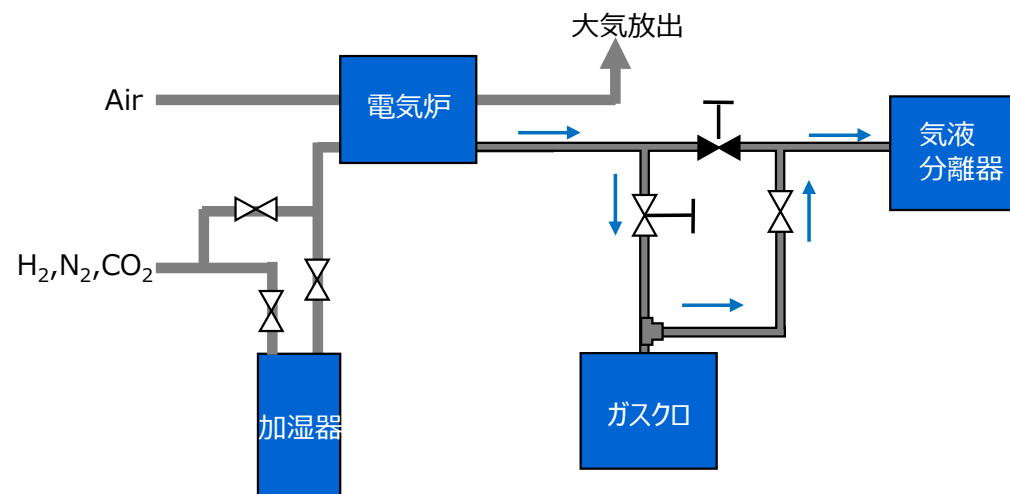 大気放出
Air
電気炉
気液
分離器
H₂,N₂,CO₂
加湿器
ガスクロ